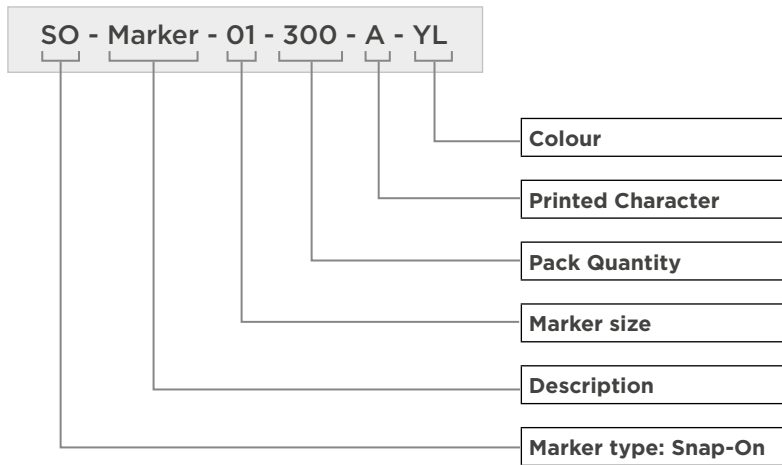 SO - Marker - 01 - 300 - A - YL
Colour
Printed Character
Pack Quantity
Marker size
Description
Marker type: Snap-On